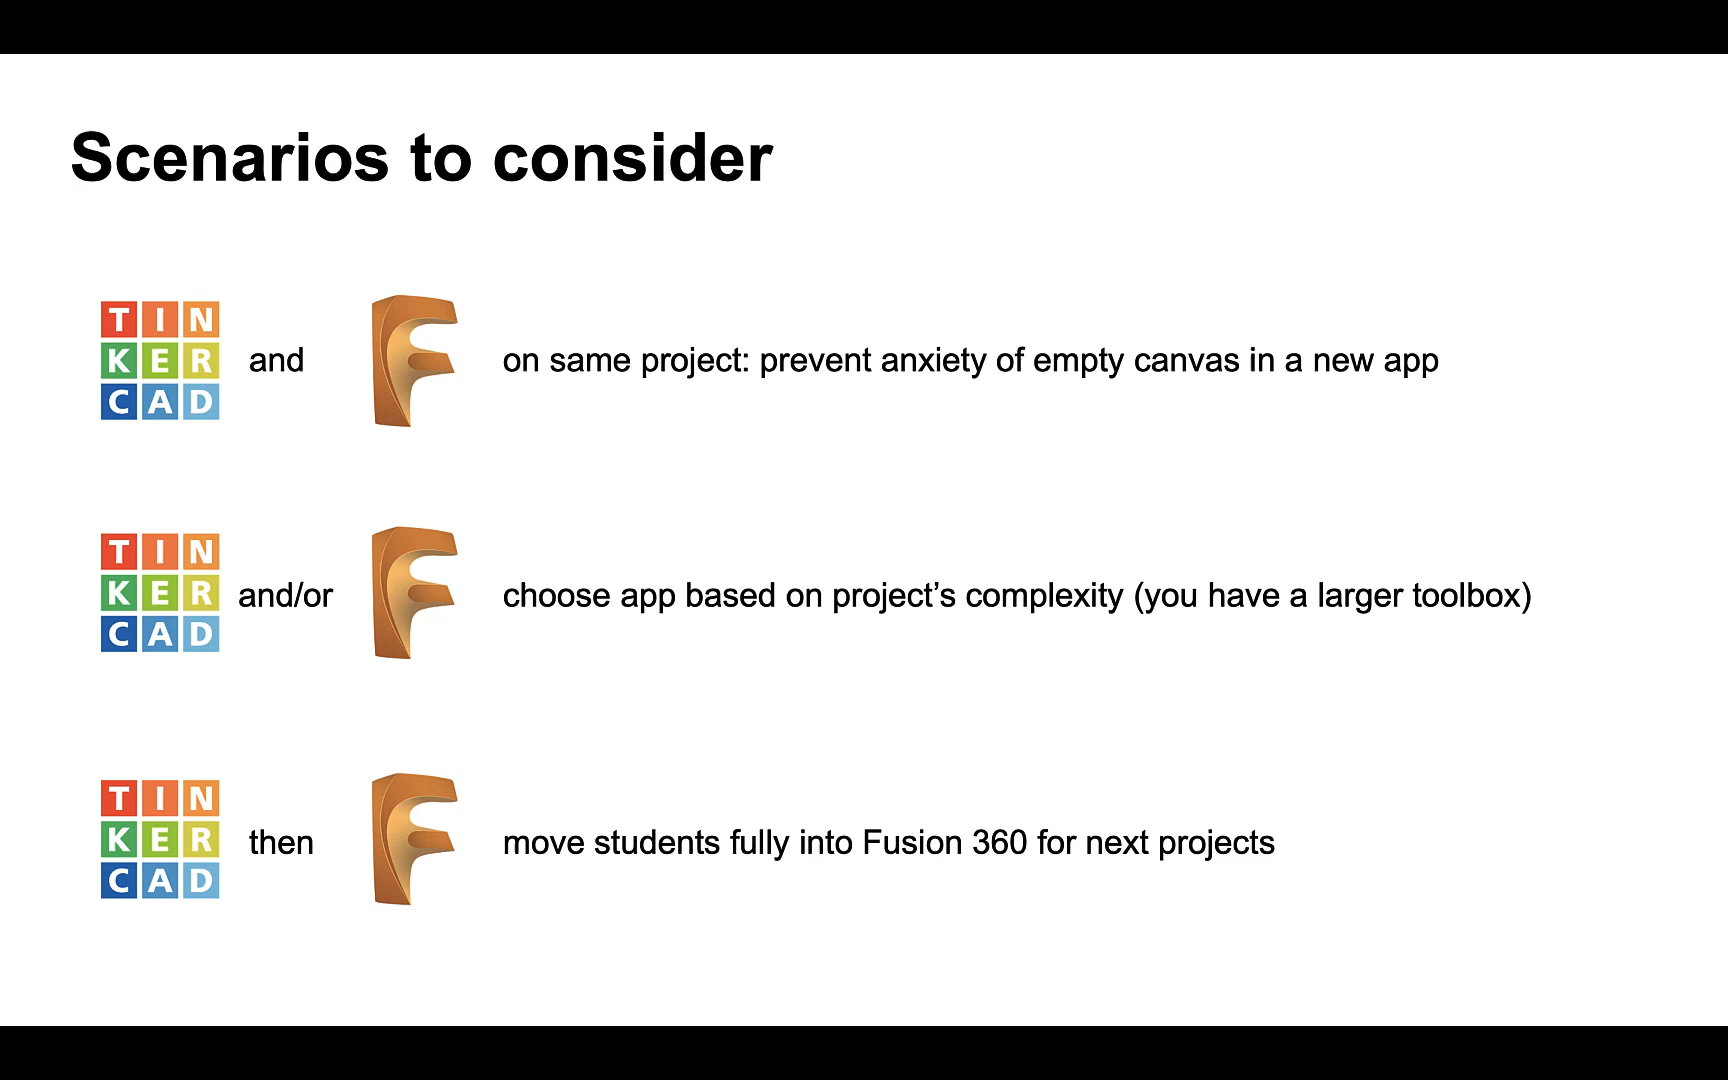 Scenarios to consider
TIN
KER
CAD
and
F
on same project: prevent anxiety of empty canvas in a new app
TIN
KER
CAD
and/or
F
choose app based on project’s complexity (you have a larger toolbox)
TIN
KER
CAD
then
F
move students fully into Fusion 360 for next projects